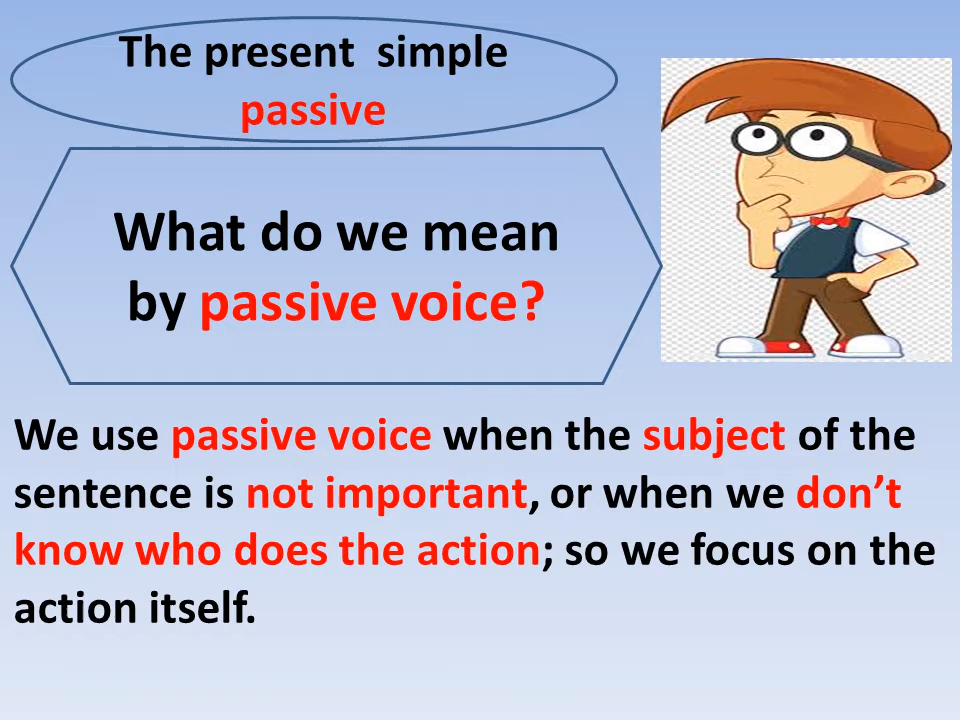 The present  simple
passive
What do we mean
by passive voice?
We use passive voice when the subject of the
sentence is not important, or when we don’t
know who does the action; so we focus on the
action itself.